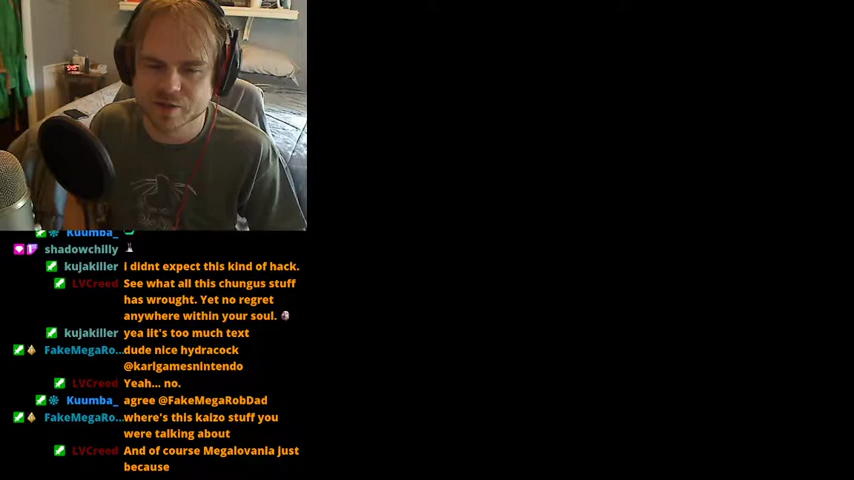 Kuumba_
shadowchilly
kujakiller i didnt expect this kind of hack.
LVCreed See what all this chungus stuff
has wrought. Yet no regret
anywhere within your soul.
kujakiller yea iit's too much text
FakeMegaRo... dude nice hydracock
@karlgamesnintendo
LVCreed Yeah... no.
Kuumba_ agree @FakeMegaRobDad
FakeMegaRo... where's this kaizo stuff you
were talking about
LVCreed And of course Megalovania just
because